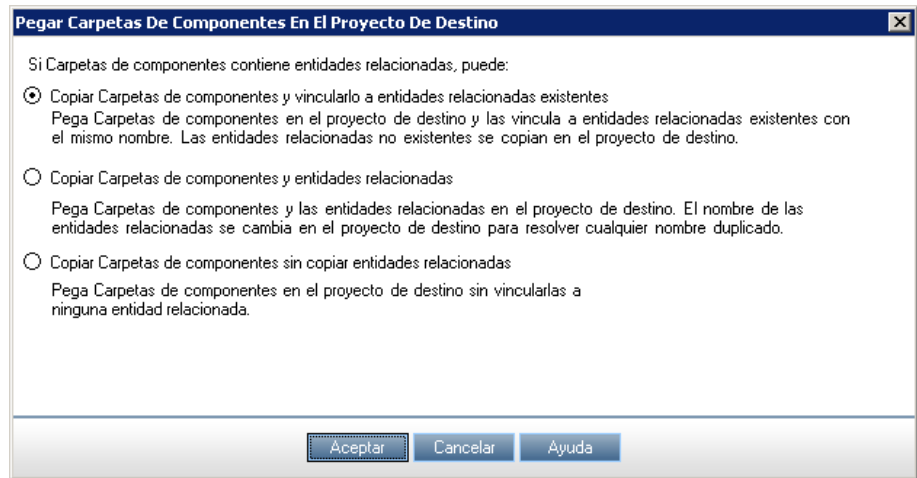 Pegar Carpetas De Componentes En El Proyecto De Destino
Si Carpetas de componentes contiene entidades relacionadas, puede:
Copiar Carpetas de componentes y vincularlo a entidades relacionadas existentes
Pega Carpetas de componentes en el proyecto de destino y las vincula a entidades relacionadas existentes con
el mismo nombre. Las entidades relacionadas no existentes se copian en el proyecto de destino.
Copiar Carpetas de componentes y entidades relacionadas
Pega Carpetas de componentes y las entidades relacionadas en el proyecto de destino. El nombre de las
entidades relacionadas se cambia en el proyecto de destino para resolver cualquier nombre duplicado.
Copiar Carpetas de componentes sin copiar entidades relacionadas
Pega Carpetas de componentes en el proyecto de destino sin vincularlas a
ninguna entidad relacionada.
Aceptar Cancelar Ayuda